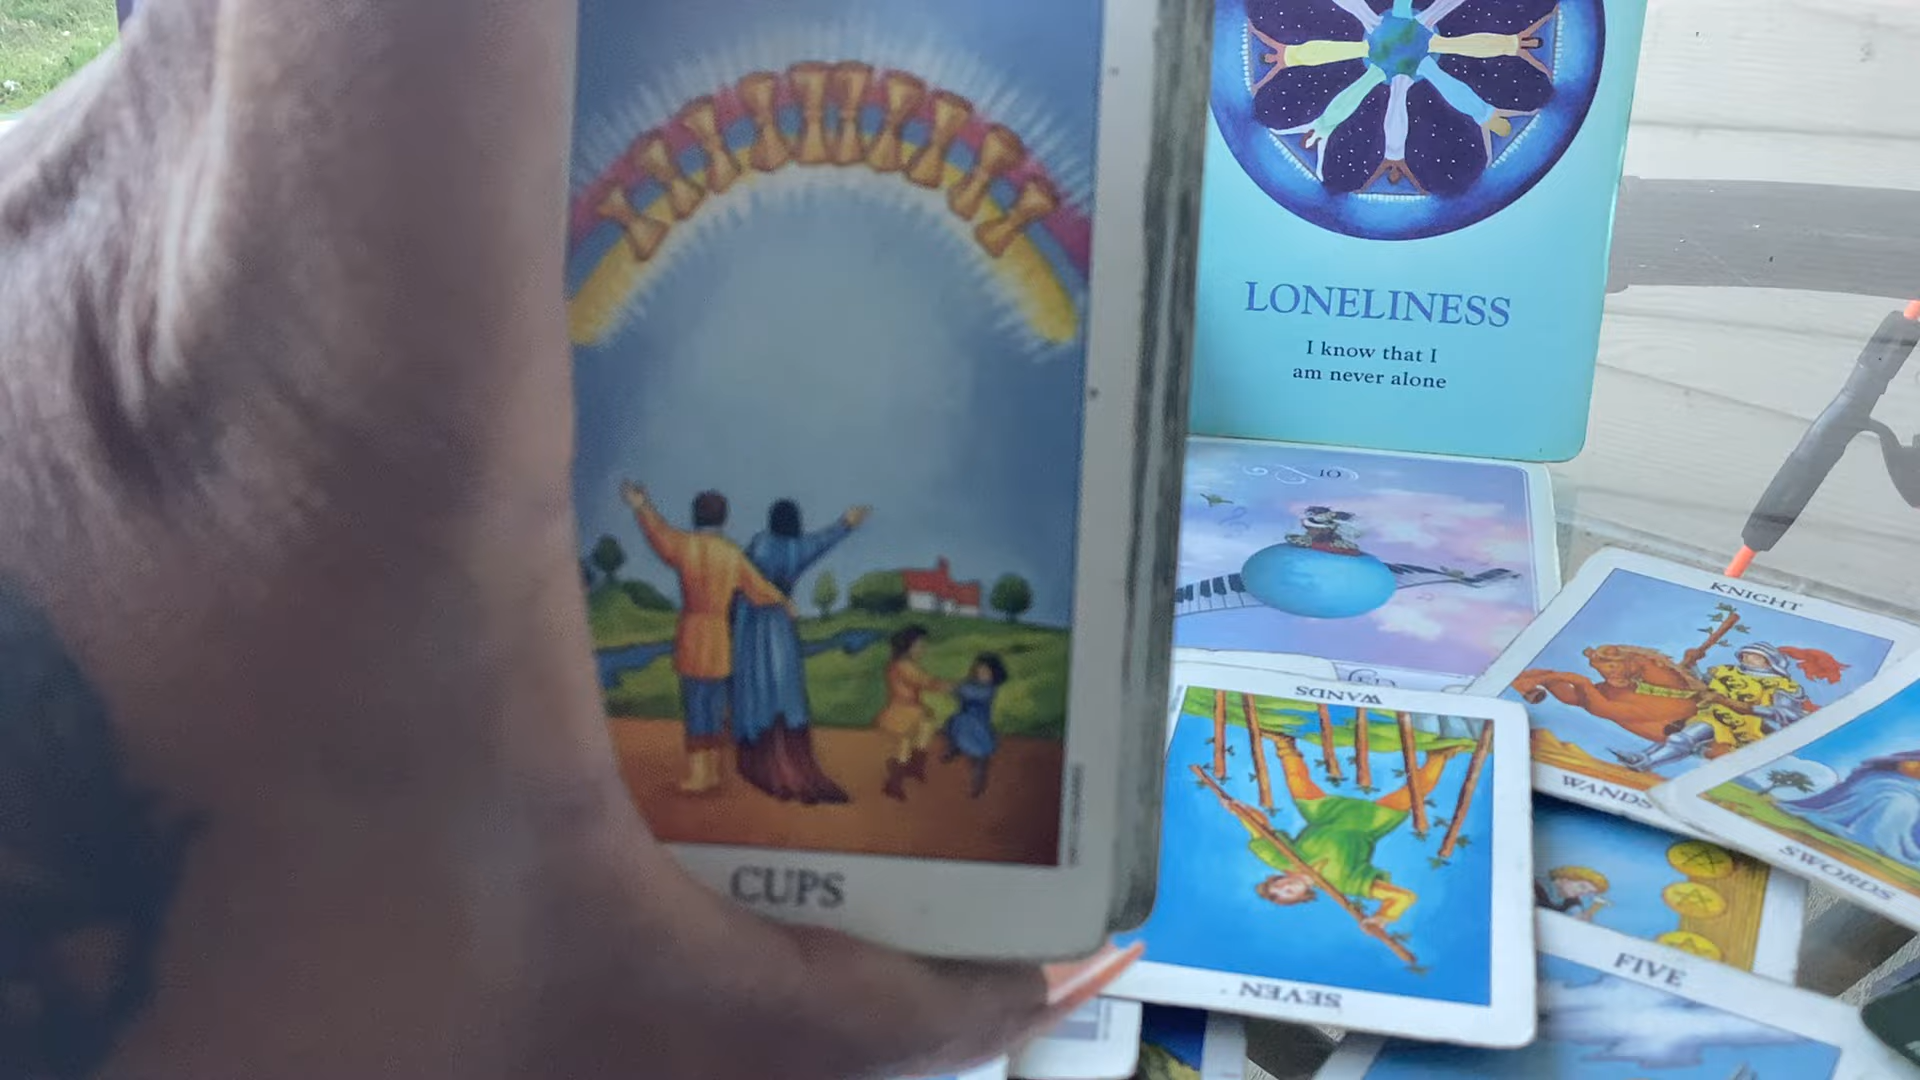 LONELINESS
I know that I
am never alone
10
KNIGHT
WANDS
WANDS
SEVEN
SWORDS
FIVE
CUPS